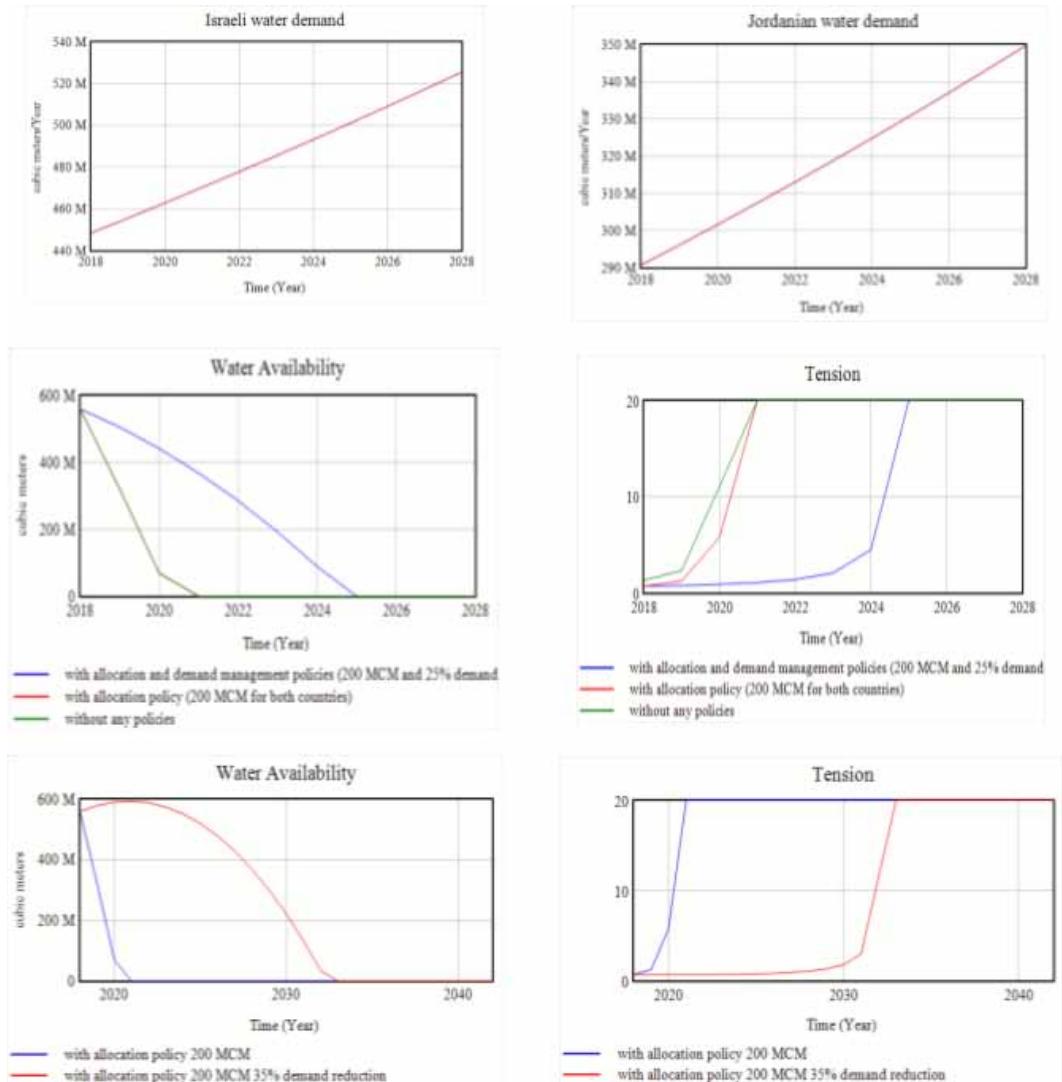 Israeli water demand
540 M
520 M
500 M
480 M
460 M
440 M
cubic meters/Year
2018 2020 2022 2024 2026 2028
Time (Year)
Jordanian water demand
350 M
340 M
330 M
320 M
310 M
300 M
290 M
cubic meters/Year
2018 2020 2022 2024 2026 2028
Time (Year)
Water Availability
600 M
400 M
200 M
0
cubic meters
2018 2020 2022 2024 2026 2028
Time (Year)
with allocation and demand management policies (200 MCM and 25% demand
with allocation policy (200 MCM for both countries)
without any policies
Tension
20
10
0
2018 2020 2022 2024 2026 2028
Time (Year)
with allocation and demand management policies (200 MCM and 25% demand
with allocation policy (200 MCM for both countries)
without any policies
Water Availability
600 M
400 M
200 M
0
cubic meters
2020 2030 2040
Time (Year)
with allocation policy 200 MCM
with allocation policy 200 MCM 35% demand reduction
Tension
20
10
0
2020 2030 2040
Time (Year)
with allocation policy 200 MCM
with allocation policy 200 MCM 35% demand reduction